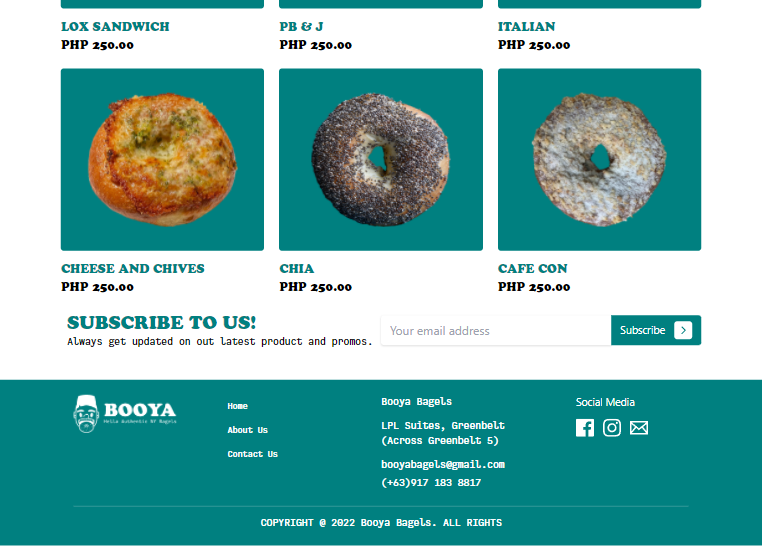 LOX SANDWICH
PHP 250.00
PB & J
PHP 250.00
ITALIAN
PHP 250.00
CHEESE AND CHIVES
PHP 250.00
CHIA
PHP 250.00
CAFE CON
PHP 250.00
SUBSCRIBE TO US!
Always get updated on out latest product and promos.
Your email address
Subscribe
BOOYA
Hella Authentic NY Bagels
Home
About Us
Contact Us
Booya Bagels
LPL Suites, Greenbelt
(Across Greenbelt 5)
booyabagels@gmail.com
(+63)917 183 8817
Social Media
COPYRIGHT @ 2022 Booya Bagels. ALL RIGHTS